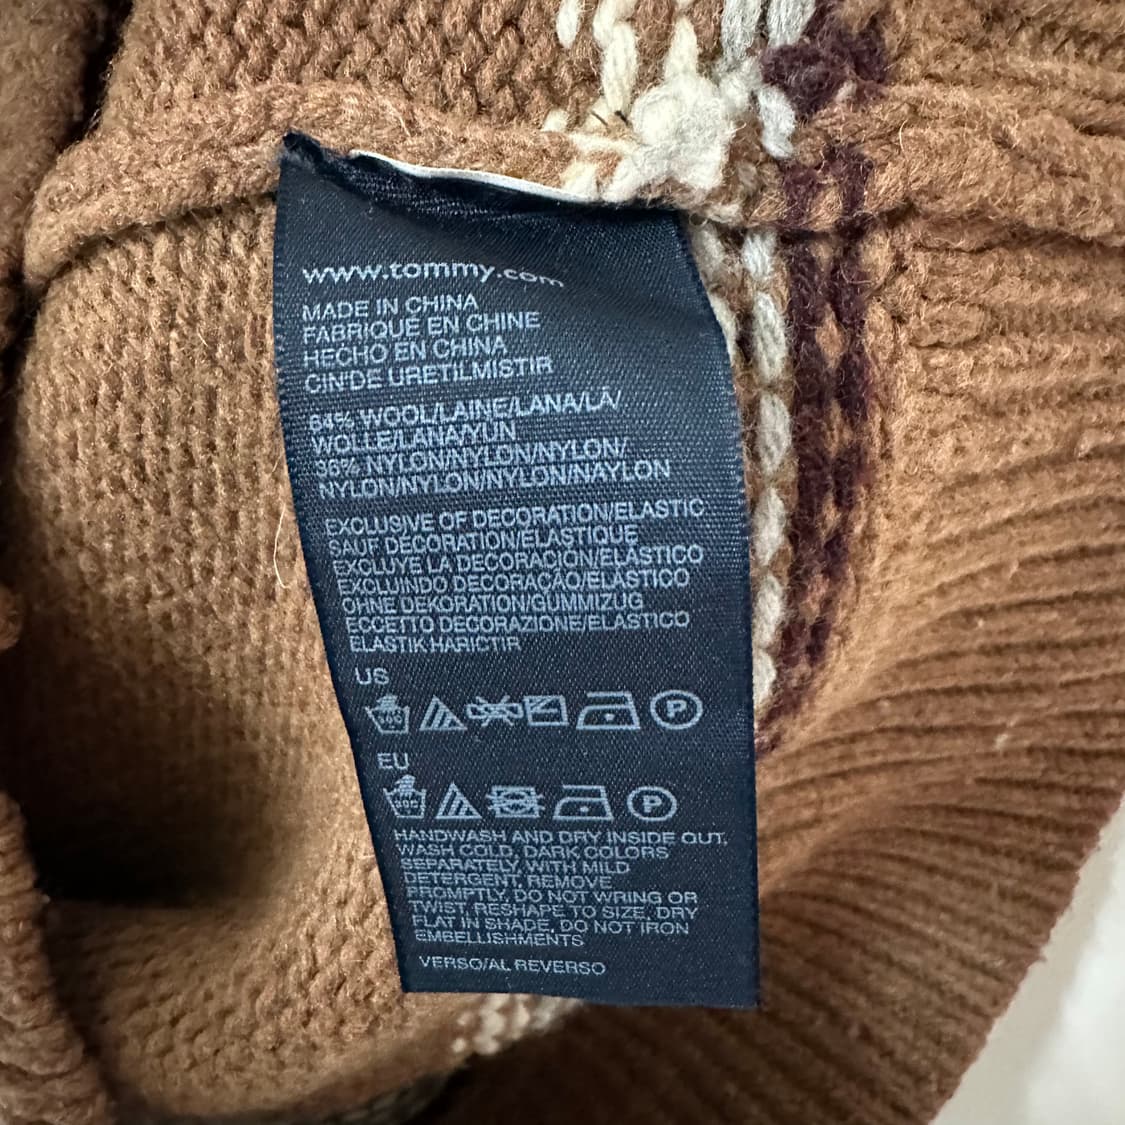 www.tommy.com
MADE IN CHINA
FABRIQUÉ EN CHINE
HECHO EN CHINA
CIN'DE URETILMISTIR
64% WOOL/LAINE/LANA/LÃ/
WOLLE/LANA/YUN
36% NYLON/NYLON/NYLON/
NYLON/NYLON/NYLON/NAYLON
EXCLUSIVE OF DECORATION/ELASTIC
SAUF DÉCORATION/ELASTIQUE
EXCLUYE LA DECORACIÓN/ELÁSTICO
EXCLUINDO DECORAÇÃO/ELÁSTICO
OHNE DEKORATION/GUMMIZUG
ECCETTO DECORAZIONE/ELASTICO
ELASTIK HARICTIR
US
30C P
EU
30C P
HANDWASH AND DRY INSIDE OUT,
WASH COLD, DARK COLORS
SEPARATELY, WITH MILD
DETERGENT, REMOVE
PROMPTLY, DO NOT WRING OR
TWIST, RESHAPE TO SIZE, DRY
FLAT IN SHADE, DO NOT IRON
EMBELLISHMENTS
VERSO/AL REVERSO